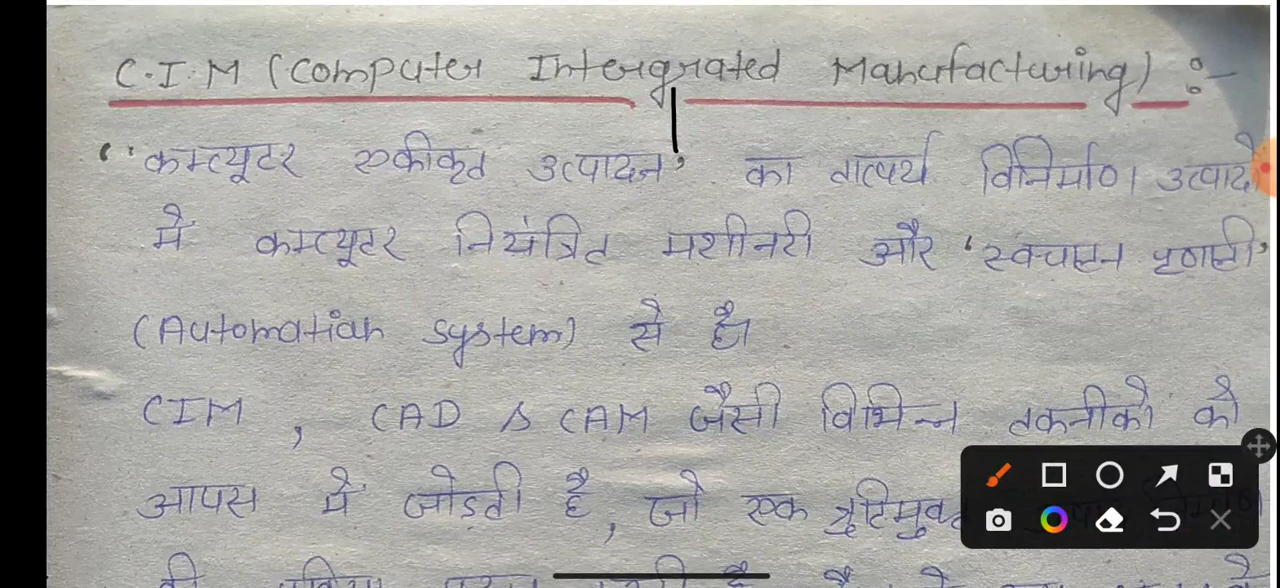 C.I.M (Computer Intergrated Manufacturing) :-
"कम्प्यूटर एकीकृत उत्पादन" का तात्पर्य विनिर्माण उत्पादो
में कम्प्यूटर नियंत्रित मशीनरी और 'स्वचालन प्रणाली'
(Automatian system) से है।
CIM , CAD & CAM जैसी विभिन्न तकनीको को
आपस में जोड़ती है, जो एक त्रुटिमुक्त